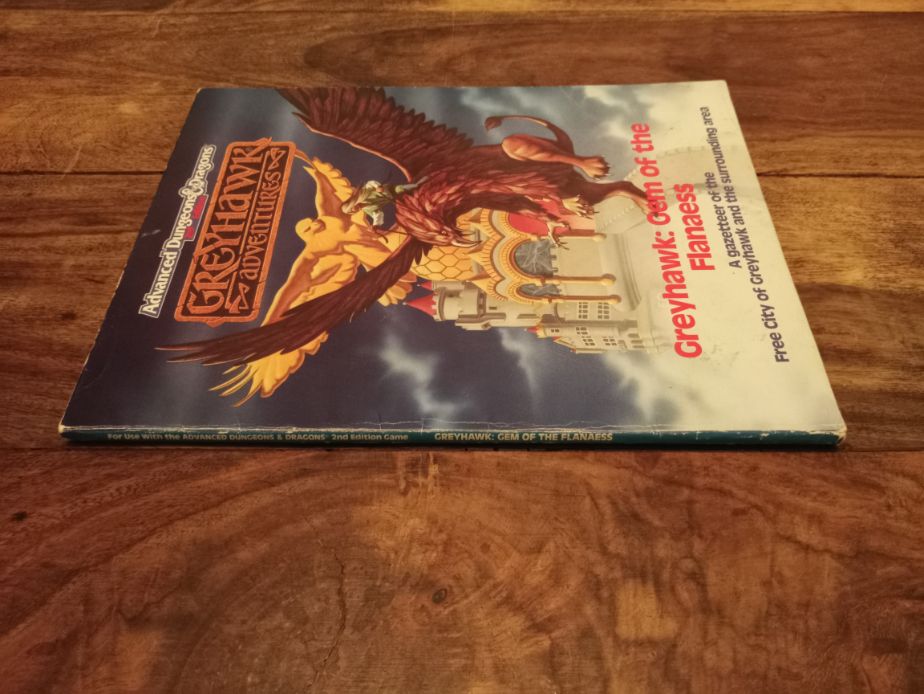 Advanced Dungeons & Dragons
GREYHAWK
ADVENTURES
Greyhawk: Gem of the
Flanaess
A gazetteer of the
Free City of Greyhawk and the surrounding area
For Use With the ADVANCED DUNGEONS & DRAGONS 2nd Edition Game GREYHAWK: GEM OF THE FLANAESS